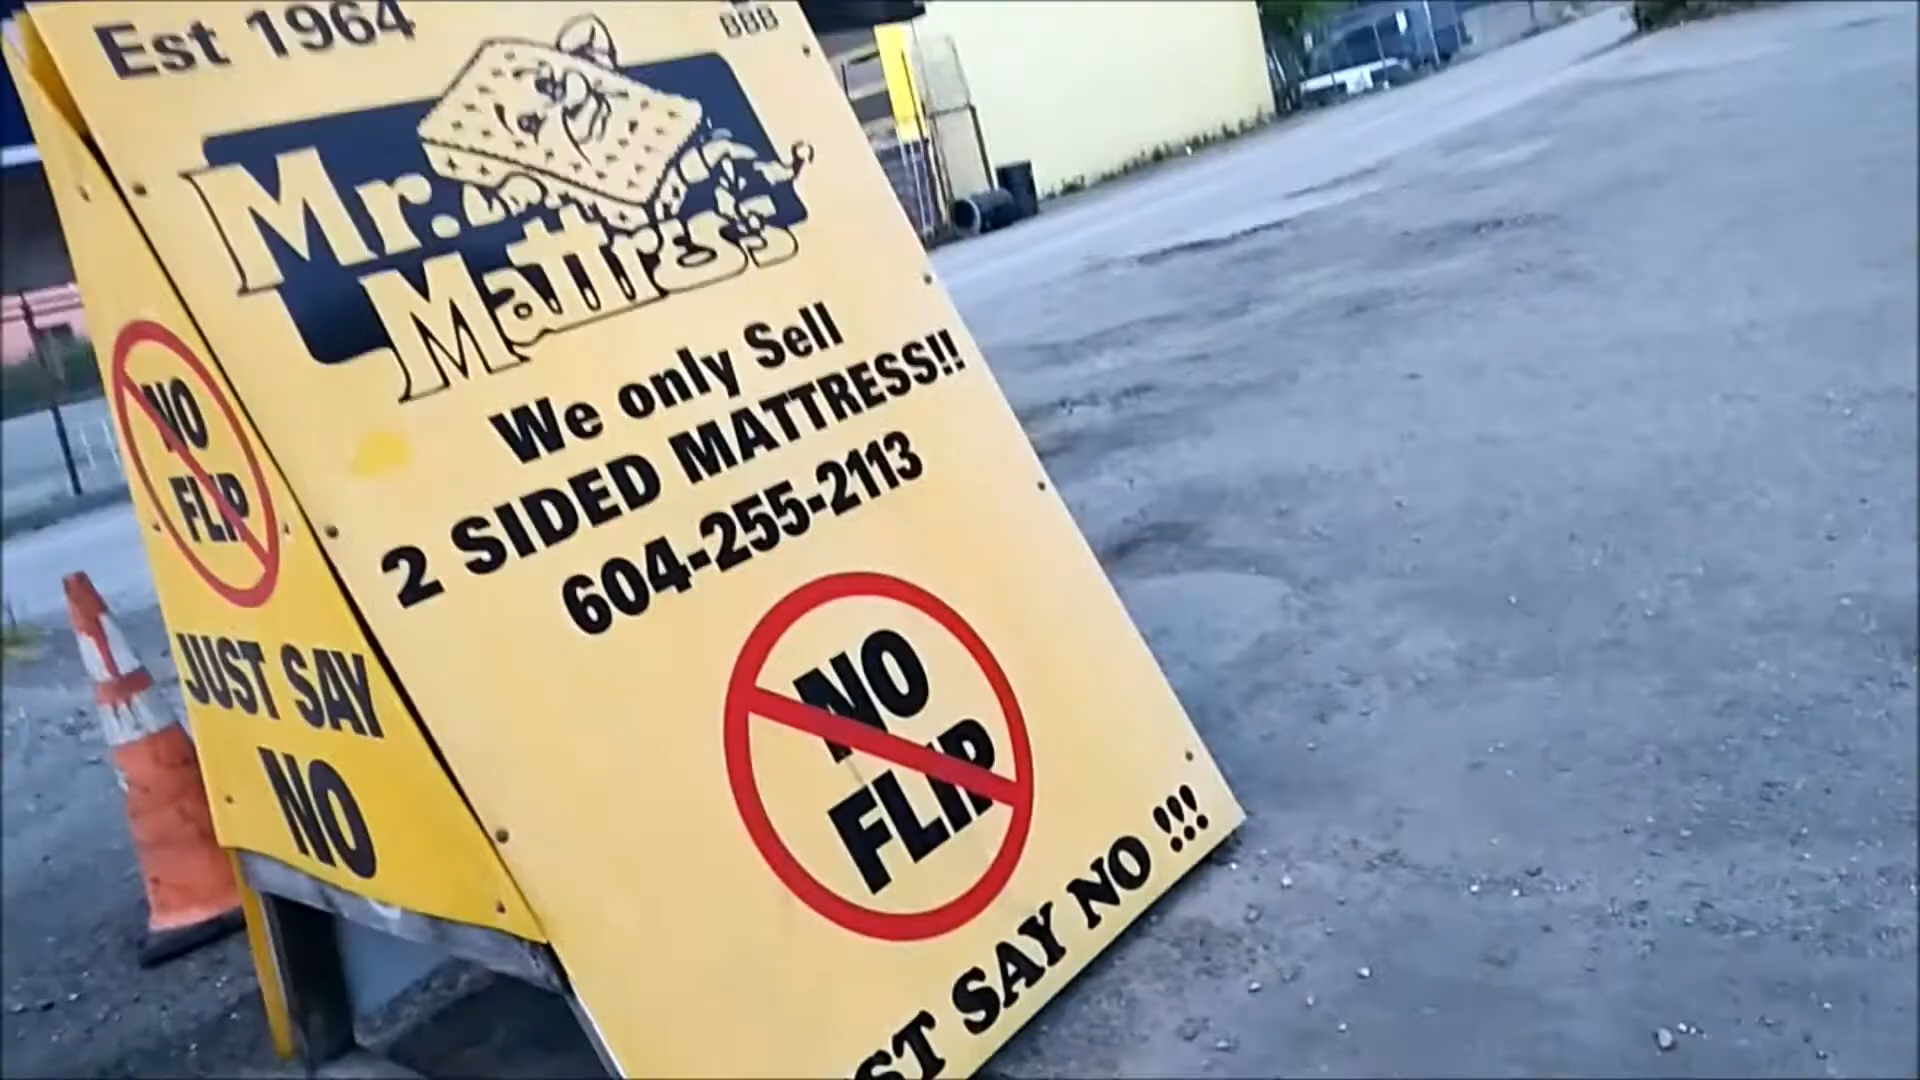 Est 1964
BBB
Mr.
Mattress
We only Sell
2 SIDED MATTRESS!!
604-255-2113
NO
FLIP
ST SAY NO !!!
NO
FLIP
JUST SAY
NO